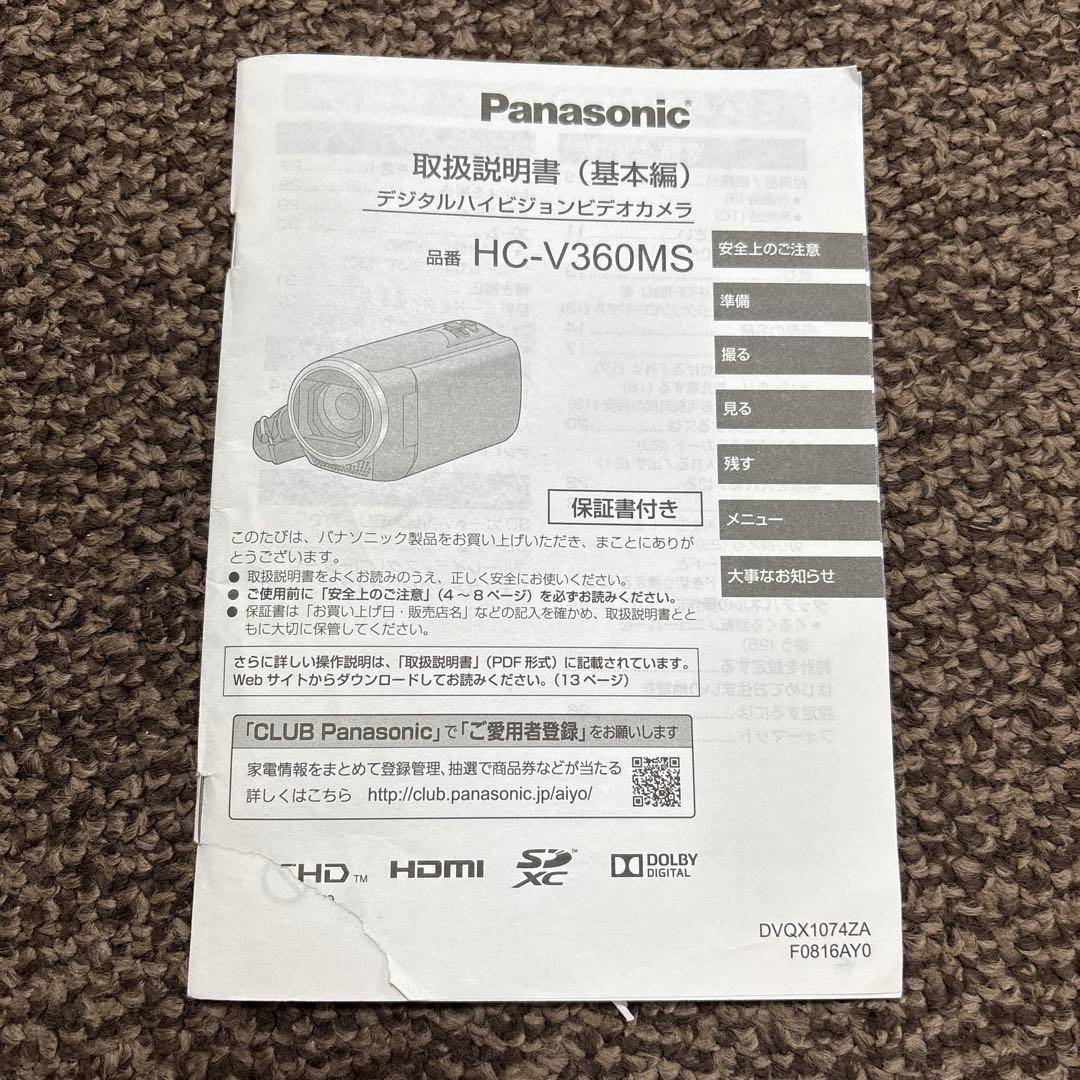 Panasonic®
取扱説明書（基本編）
デジタルハイビジョンビデオカメラ
品番 HC-V360MS
安全上のご注意
準備
撮る
見る
残す
メニュー
大事なお知らせ
保証書付き
このたびは、パナソニック製品をお買い上げいただき、まことにありが
とうございます。
● 取扱説明書をよくお読みのうえ、正しく安全にお使いください。
● ご使用前に「安全上のご注意」（4～8ページ）を必ずお読みください。
● 保証書は「お買い上げ日・販売店名」などの記入を確かめ、取扱説明書とと
もに大切に保管してください。
さらに詳しい操作説明は、「取扱説明書」（PDF形式）に記載されています。
Webサイトからダウンロードしてお読みください。（13ページ）
「CLUB Panasonic」で「ご愛用者登録」をお願いします
家電情報をまとめて登録管理、抽選で商品券などが当たる
詳しくはこちら http://club.panasonic.jp/aiyo/
HD™
HDMI
SD XC™
DOLBY
DIGITAL
DVQX1074ZA
F0816AY0